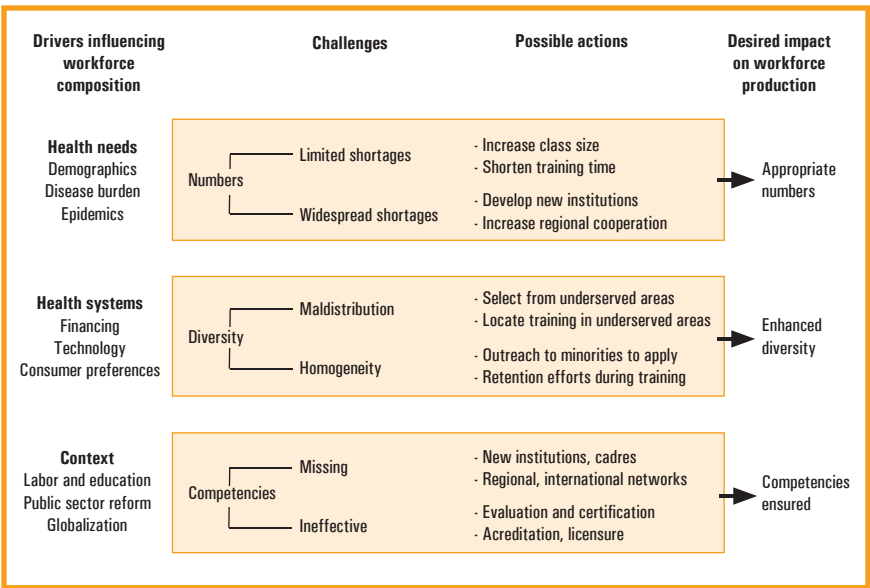 Drivers influencing
workforce
composition
Challenges
Possible actions
Desired impact
on workforce
production
Health needs
Demographics
Disease burden
Epidemics
Numbers
Limited shortages
Widespread shortages
- Increase class size
- Shorten training time
- Develop new institutions
- Increase regional cooperation
Appropriate
numbers
Health systems
Financing
Technology
Consumer preferences
Diversity
Maldistribution
Homogeneity
- Select from underserved areas
- Locate training in underserved areas
- Outreach to minorities to apply
- Retention efforts during training
Enhanced
diversity
Context
Labor and education
Public sector reform
Globalization
Competencies
Missing
Ineffective
- New institutions, cadres
- Regional, international networks
- Evaluation and certification
- Acreditation, licensure
Competencies
ensured